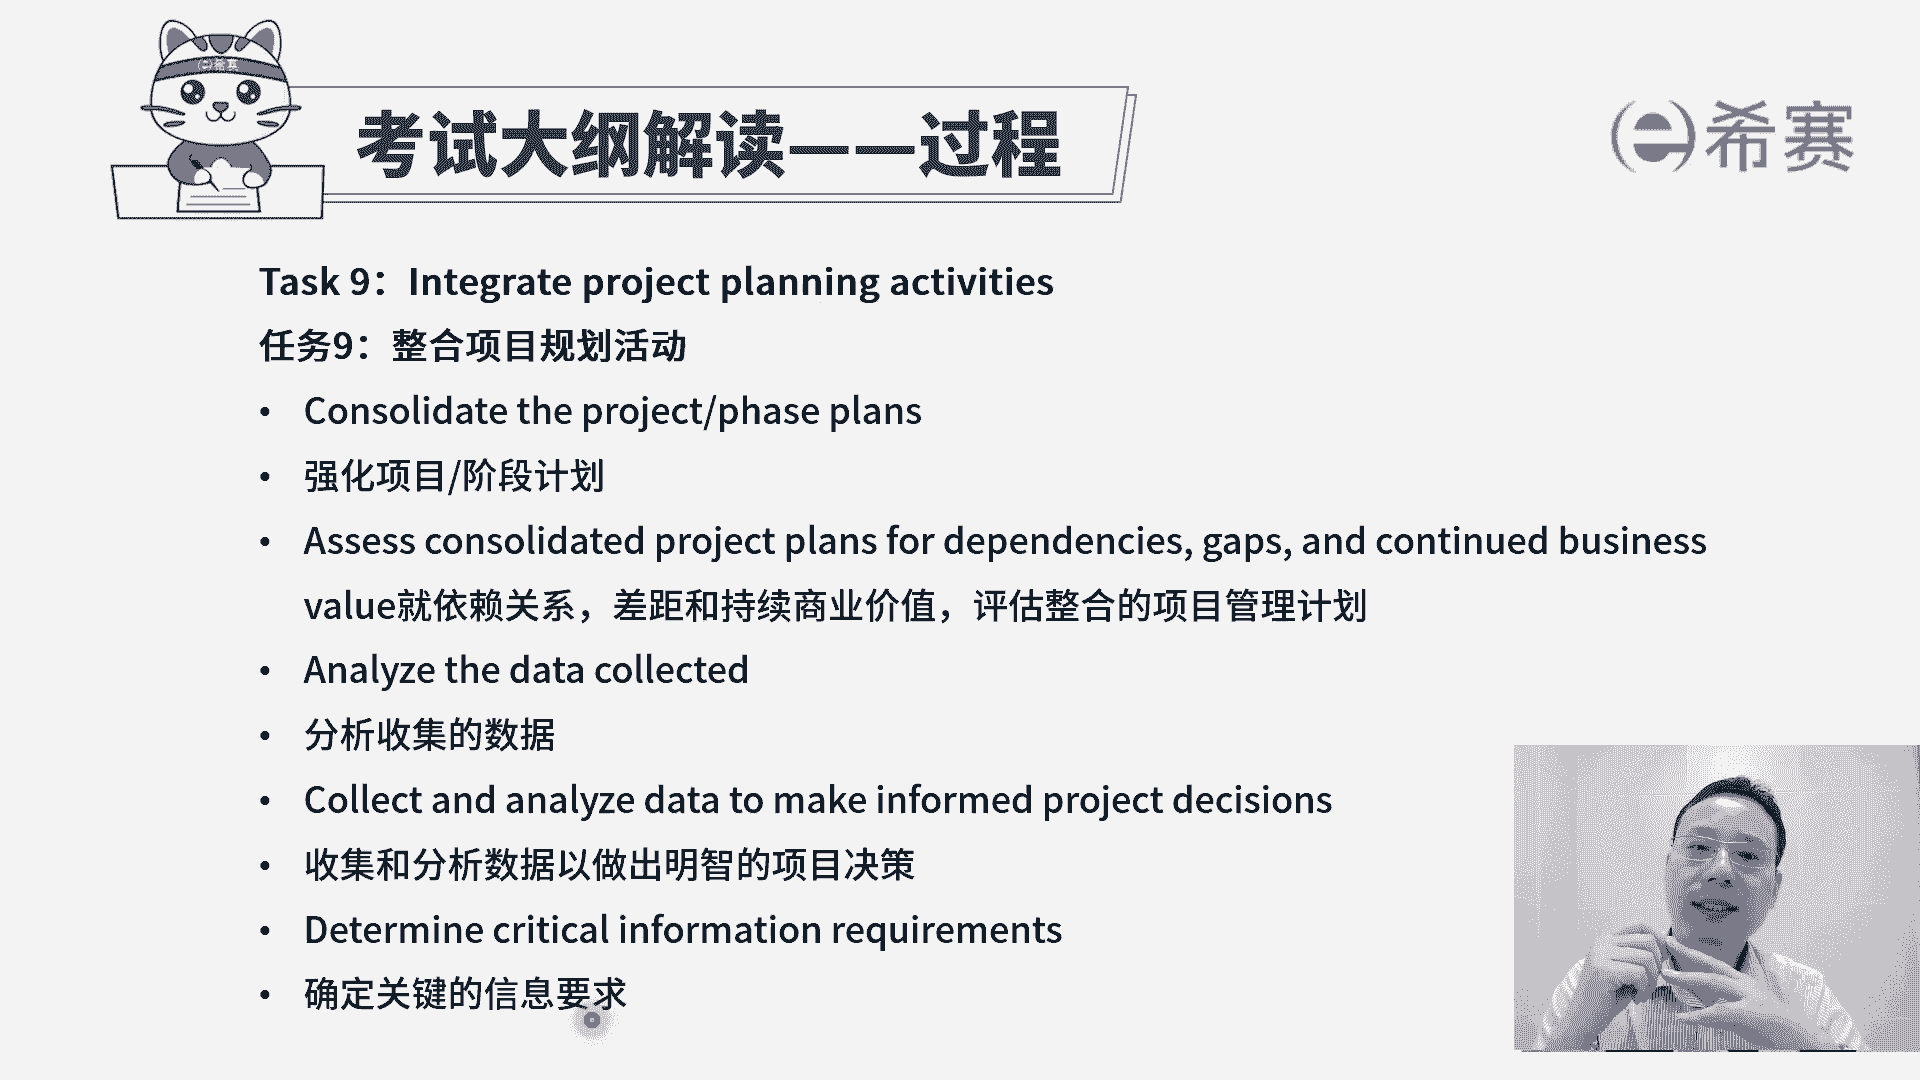 希赛
考试大纲解读——过程
希赛
Task 9：Integrate project planning activities
任务9：整合项目规划活动
• Consolidate the project/phase plans
• 强化项目/阶段计划
• Assess consolidated project plans for dependencies, gaps, and continued business
value就依赖关系，差距和持续商业价值，评估整合的项目管理计划
• Analyze the data collected
• 分析收集的数据
• Collect and analyze data to make informed project decisions
• 收集和分析数据以做出明智的项目决策
• Determine critical information requirements
• 确定关键的信息要求